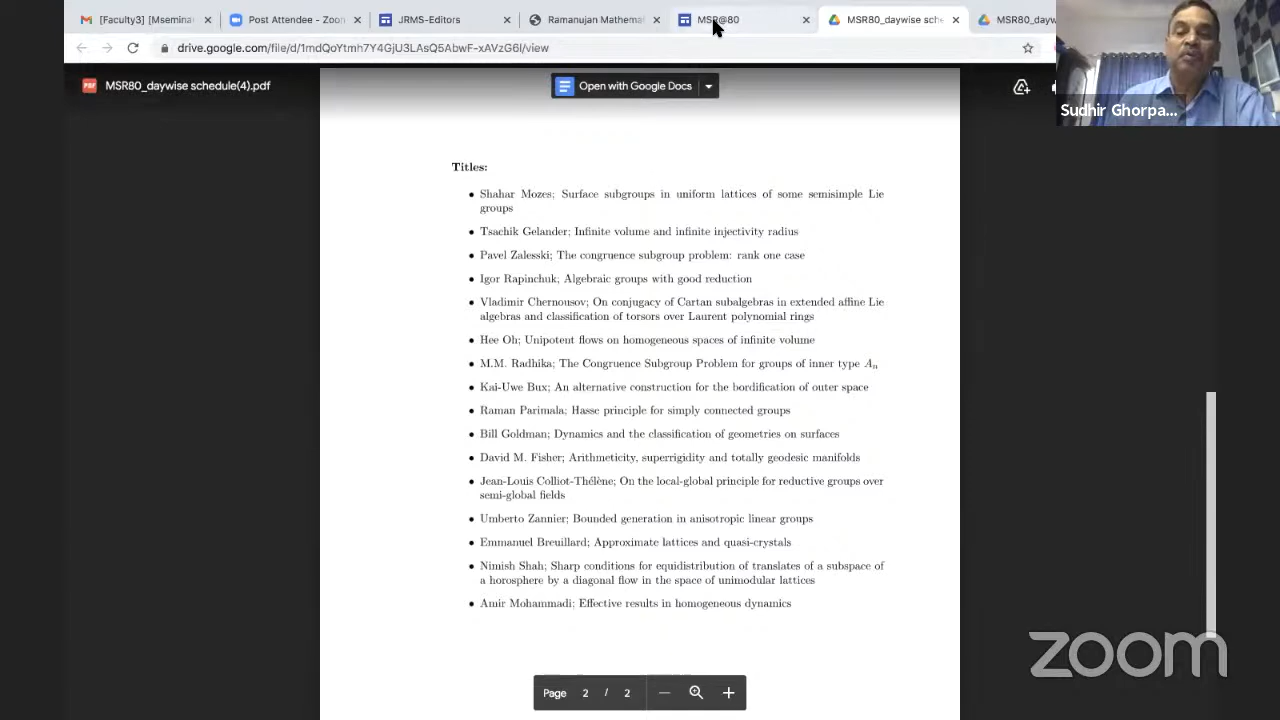 [Faculty3] [Mseminar
Post Attendee - Zoom
JRMS-Editors
Ramanujan Mathema
MSR@80
MSR80_daywise sche
MSR80_dayw
drive.google.com/file/d/1mdQoYtmh7Y4GjU3LAsQ5AbwF-xAVzG6l/view
MSR80_daywise schedule(4).pdf
Open with Google Docs
Sudhir Ghorpa...
Titles:
• Shahar Mozes; Surface subgroups in uniform lattices of some semisimple Lie
groups
• Tsachik Gelander; Infinite volume and infinite injectivity radius
• Pavel Zalesski; The congruence subgroup problem: rank one case
• Igor Rapinchuk, Algebraic groups with good reduction
• Vladimir Chernousov; On conjugacy of Cartan subalgebras in extended affine Lie
algebras and classification of torsors over Laurent polynomial rings
• Hee Oh; Unipotent flows on homogeneous spaces of infinite volume
• M.M. Radhika; The Congruence Subgroup Problem for groups of inner type Aₙ
• Kai-Uwe Bux; An alternative construction for the bordification of outer space
• Raman Parimala; Hasse principle for simply connected groups
• Bill Goldman; Dynamics and the classification of geometries on surfaces
• David M. Fisher; Arithmeticity, superrigidity and totally geodesic manifolds
• Jean-Louis Colliot-Thélène; On the local-global principle for reductive groups over
semi-global fields
• Umberto Zannier; Bounded generation in anisotropic linear groups
• Emmanuel Breuillard; Approximate lattices and quasi-crystals
• Nimish Shah; Sharp conditions for equidistribution of translates of a subspace of
a horosphere by a diagonal flow in the space of unimodular lattices
• Amir Mohammadi; Effective results in homogeneous dynamics
zoom
Page 2 / 2